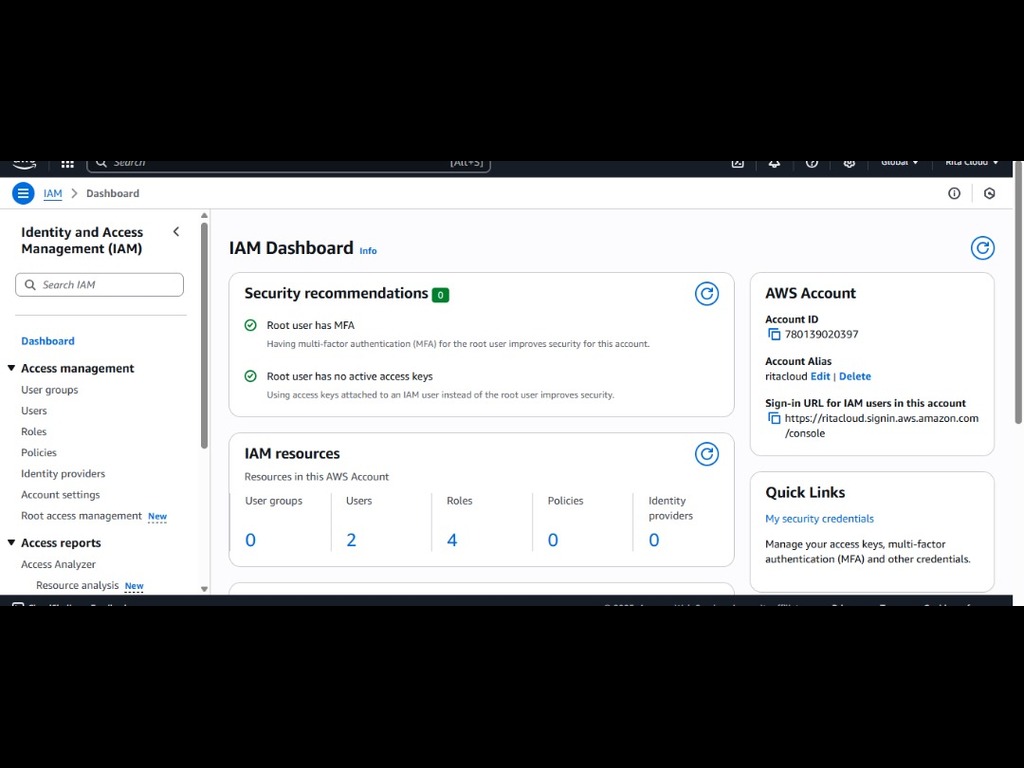 Search
[Alt+S]
Global
Rita Cloud
IAM
Dashboard
Identity and Access
Management (IAM)
Search IAM
Dashboard
Access management
User groups
Users
Roles
Policies
Identity providers
Account settings
Root access management New
Access reports
Access Analyzer
Resource analysis New
IAM Dashboard Info
Security recommendations 0
Root user has MFA
Having multi-factor authentication (MFA) for the root user improves security for this account.
Root user has no active access keys
Using access keys attached to an IAM user instead of the root user improves security.
IAM resources
Resources in this AWS Account
User groups
0
Users
2
Roles
4
Policies
0
Identity
providers
0
AWS Account
Account ID
780139020397
Account Alias
ritacloud Edit | Delete
Sign-in URL for IAM users in this account
https://ritacloud.signin.aws.amazon.com
/console
Quick Links
My security credentials
Manage your access keys, multi-factor
authentication (MFA) and other credentials.